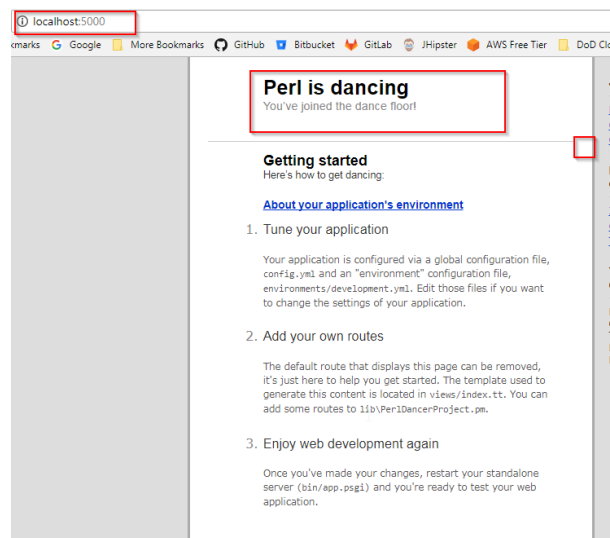 localhost:5000
kmarks Google More Bookmarks GitHub Bitbucket GitLab JHipster AWS Free Tier DoD Clo
Perl is dancing
You've joined the dance floor!
Getting started
Here's how to get dancing:
About your application's environment
1. Tune your application
Your application is configured via a global configuration file,
config.yml and an "environment" configuration file,
environments/development.yml. Edit those files if you want
to change the settings of your application.
2. Add your own routes
The default route that displays this page can be removed,
it's just here to help you get started. The template used to
generate this content is located in views/index.tt. You can
add some routes to lib\PerlDancerProject.pm.
3. Enjoy web development again
Once you've made your changes, restart your standalone
server (bin/app.psgi) and you're ready to test your web
application.